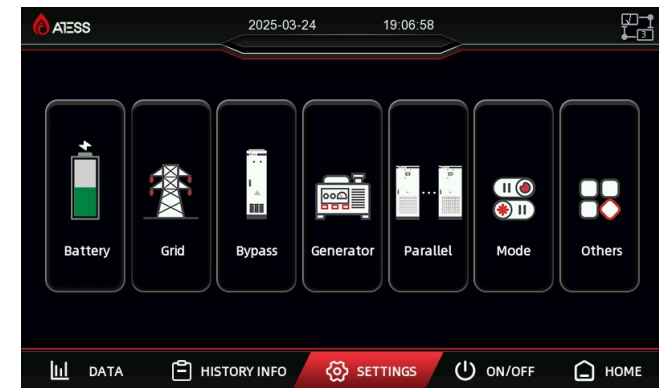 ATESS 2025-03-24 19:06:58 3
Battery Grid Bypass Generator Parallel Mode Others
DATA HISTORY INFO SETTINGS ON/OFF HOME